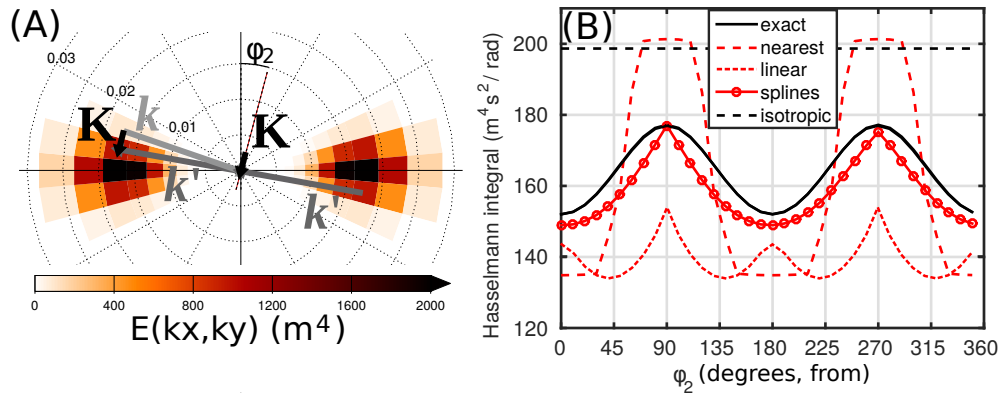 (A)
φ2
0.03
0.02
0.01
K
k
K
k'
k'
0 400 800 1200 1600 2000
E(kx,ky) (m⁴)
(B)
exact
nearest
linear
splines
isotropic
Hasselmann integral (m⁴ s² / rad)
200
180
160
140
120
0 45 90 135 180 225 270 315 360
φ2 (degrees, from)